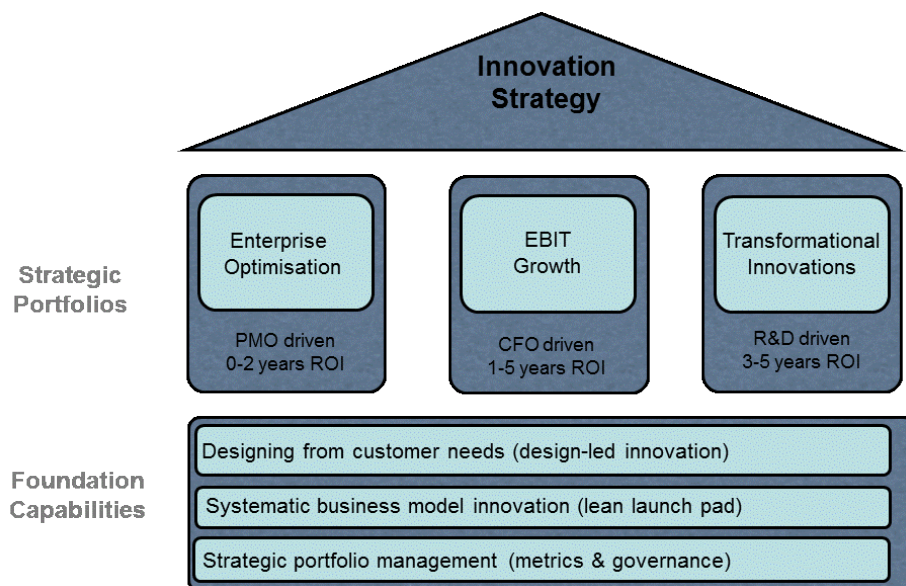 Innovation
Strategy
Strategic
Portfolios
Enterprise
Optimisation
PMO driven
0-2 years ROI
EBIT
Growth
CFO driven
1-5 years ROI
Transformational
Innovations
R&D driven
3-5 years ROI
Foundation
Capabilities
Designing from customer needs (design-led innovation)
Systematic business model innovation (lean launch pad)
Strategic portfolio management (metrics & governance)